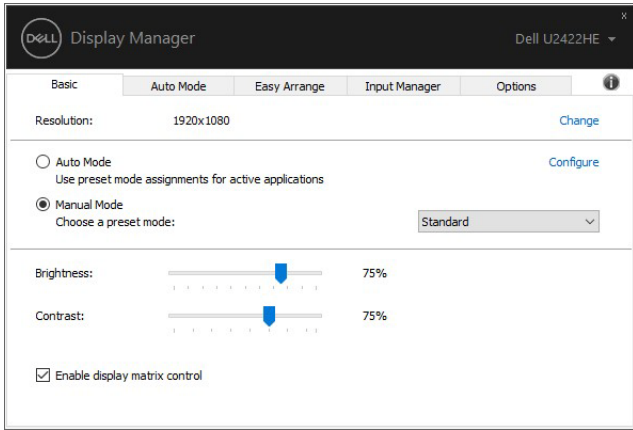 x
DELL Display Manager Dell U2422HE
Basic Auto Mode Easy Arrange Input Manager Options i
Resolution: 1920x1080 Change
Auto Mode Configure
Use preset mode assignments for active applications
Manual Mode
Choose a preset mode: Standard
Brightness: 75%
Contrast: 75%
Enable display matrix control